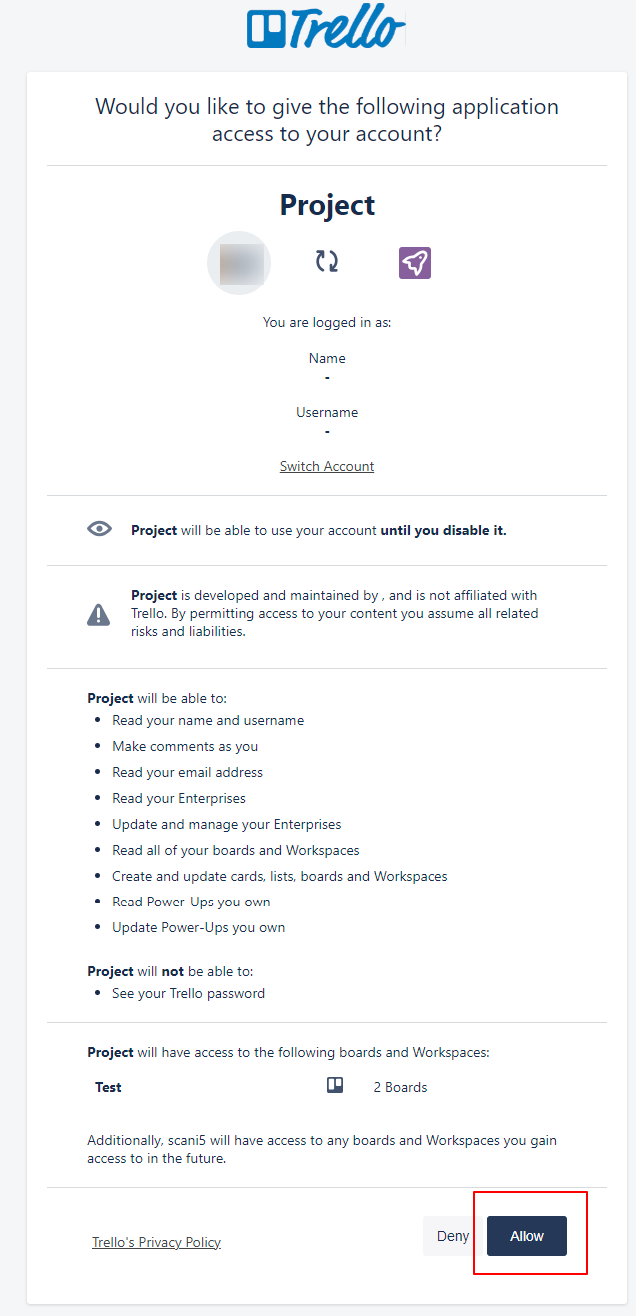 Trello
Would you like to give the following application
access to your account?
Project
You are logged in as:
Name
-
Username
-
Switch Account
Project will be able to use your account until you disable it.
Project is developed and maintained by , and is not affiliated with
Trello. By permitting access to your content you assume all related
risks and liabilities.
Project will be able to:
• Read your name and username
• Make comments as you
• Read your email address
• Read your Enterprises
• Update and manage your Enterprises
• Read all of your boards and Workspaces
• Create and update cards, lists, boards and Workspaces
• Read Power-Ups you own
• Update Power-Ups you own
Project will not be able to:
• See your Trello password
Project will have access to the following boards and Workspaces:
Test 2 Boards
Additionally, scani5 will have access to any boards and Workspaces you gain
access to in the future.
Trello's Privacy Policy Deny Allow